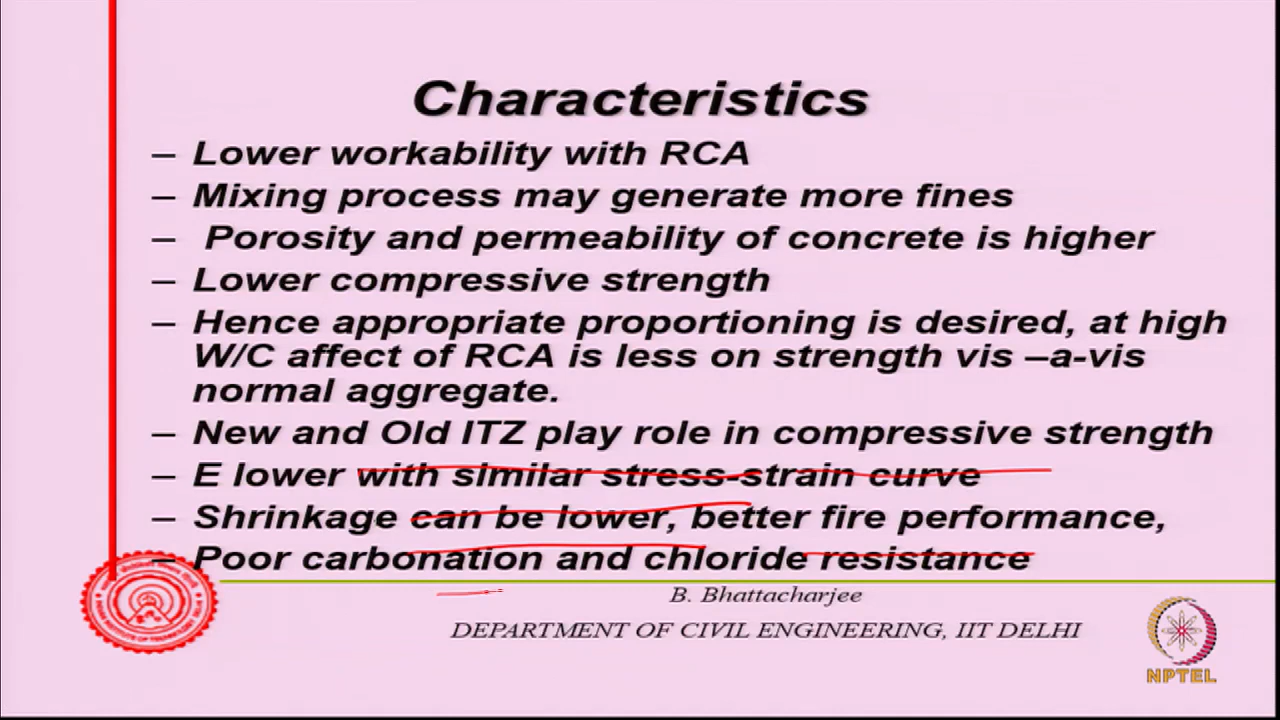 Characteristics
– Lower workability with RCA
– Mixing process may generate more fines
– Porosity and permeability of concrete is higher
– Lower compressive strength
– Hence appropriate proportioning is desired, at high
W/C affect of RCA is less on strength vis –a-vis
normal aggregate.
– New and Old ITZ play role in compressive strength
– E lower with similar stress-strain curve
– Shrinkage can be lower, better fire performance,
– Poor carbonation and chloride resistance
B. Bhattacharjee
DEPARTMENT OF CIVIL ENGINEERING, IIT DELHI
NPTEL